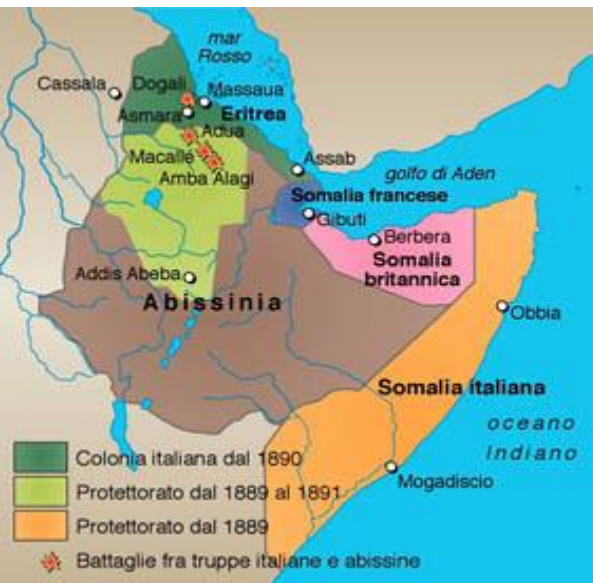 mar
Rosso
Cassala
Dogali
Massaua
Asmara
Eritrea
Adua
Macallé
Amba Alagi
Assab
golfo di Aden
Somalia francese
Gibuti
Berbera
Somalia
britannica
Addis Abeba
Abissinia
Obbia
Somalia italiana
oceano
Indiano
Mogadiscio
Colonia italiana dal 1890
Protettorato dal 1889 al 1891
Protettorato dal 1889
Battaglie fra truppe italiane e abissine